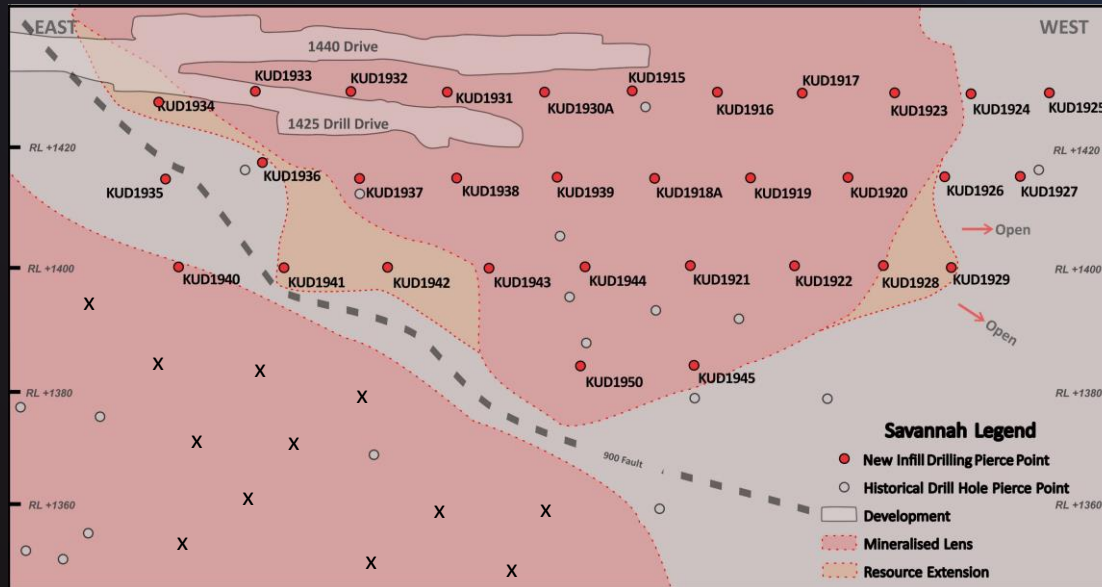 EAST
WEST
1440 Drive
KUD1933
KUD1932
KUD1931
KUD1930A
KUD1915
KUD1916
KUD1917
KUD1923
KUD1924
KUD1925
KUD1934
1425 Drill Drive
RL +1420
RL +1420
KUD1935
KUD1936
KUD1937
KUD1938
KUD1939
KUD1918A
KUD1919
KUD1920
KUD1926
KUD1927
Open
RL +1400
RL +1400
KUD1940
KUD1941
KUD1942
KUD1943
KUD1944
KUD1921
KUD1922
KUD1928
KUD1929
X
Open
X
X
KUD1950
KUD1945
RL +1380
X
RL +1380
X
X
Savannah Legend
900 Fault
New Infill Drilling Pierce Point
Historical Drill Hole Pierce Point
RL +1360
X
X
X
RL +1360
Development
X
Mineralised Lens
X
X
Resource Extension